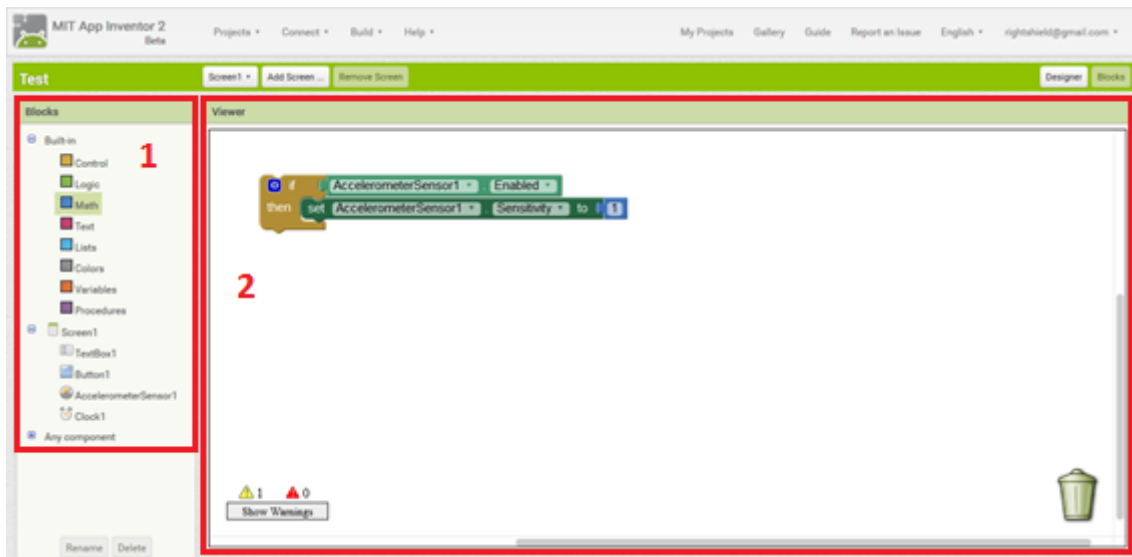 MIT App Inventor 2
Beta
Projects Connect Build Help My Projects Gallery Guide Report an Issue English rightshield@gmail.com
Test Screen1 Add Screen ... Remove Screen Designer Blocks
Blocks
Built-in
1
Control
Logic
Math
Text
Lists
Colors
Variables
Procedures
Screen1
TextBox1
Button1
AccelerometerSensor1
Clock1
Any component
Rename Delete
Viewer
if AccelerometerSensor1 . Enabled
then set AccelerometerSensor1 . Sensitivity to 1
2
1 0
Show Warnings